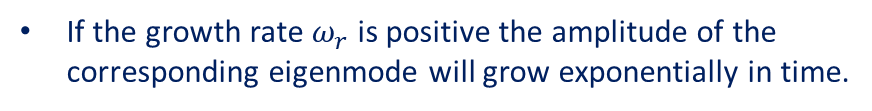 • If the growth rate 𝜔𝑟 is positive the amplitude of the
corresponding eigenmode will grow exponentially in time.